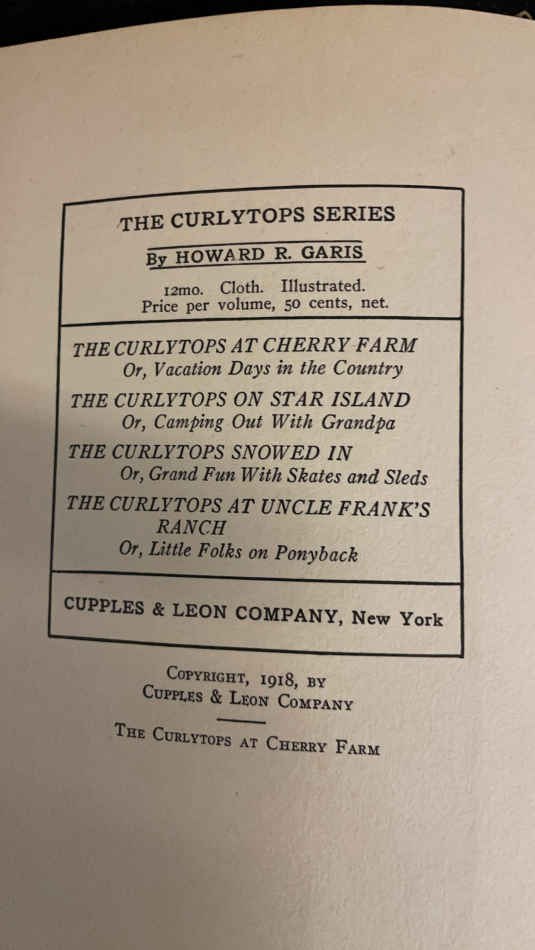 THE CURLYTOPS SERIES
By HOWARD R. GARIS
12mo. Cloth. Illustrated.
Price per volume, 50 cents, net.
THE CURLYTOPS AT CHERRY FARM
Or, Vacation Days in the Country
THE CURLYTOPS ON STAR ISLAND
Or, Camping Out With Grandpa
THE CURLYTOPS SNOWED IN
Or, Grand Fun With Skates and Sleds
THE CURLYTOPS AT UNCLE FRANK'S
RANCH
Or, Little Folks on Ponyback
CUPPLES & LEON COMPANY, New York
Copyright, 1918, by
Cupples & Leon Company
The Curlytops at Cherry Farm